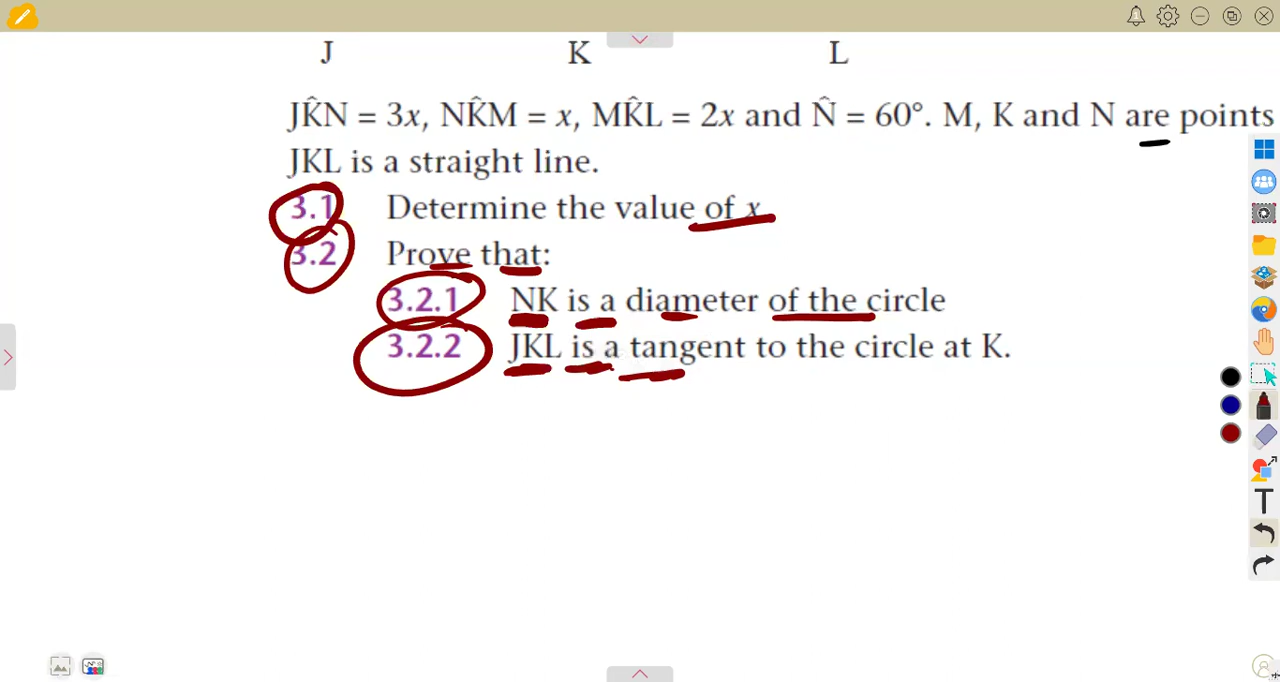 J K L
JK̂N = 3x, NK̂M = x, MK̂L = 2x and N̂ = 60°. M, K and N are points
JKL is a straight line.
3.1 Determine the value of x
3.2 Prove that:
3.2.1 NK is a diameter of the circle
3.2.2 JKL is a tangent to the circle at K.
T